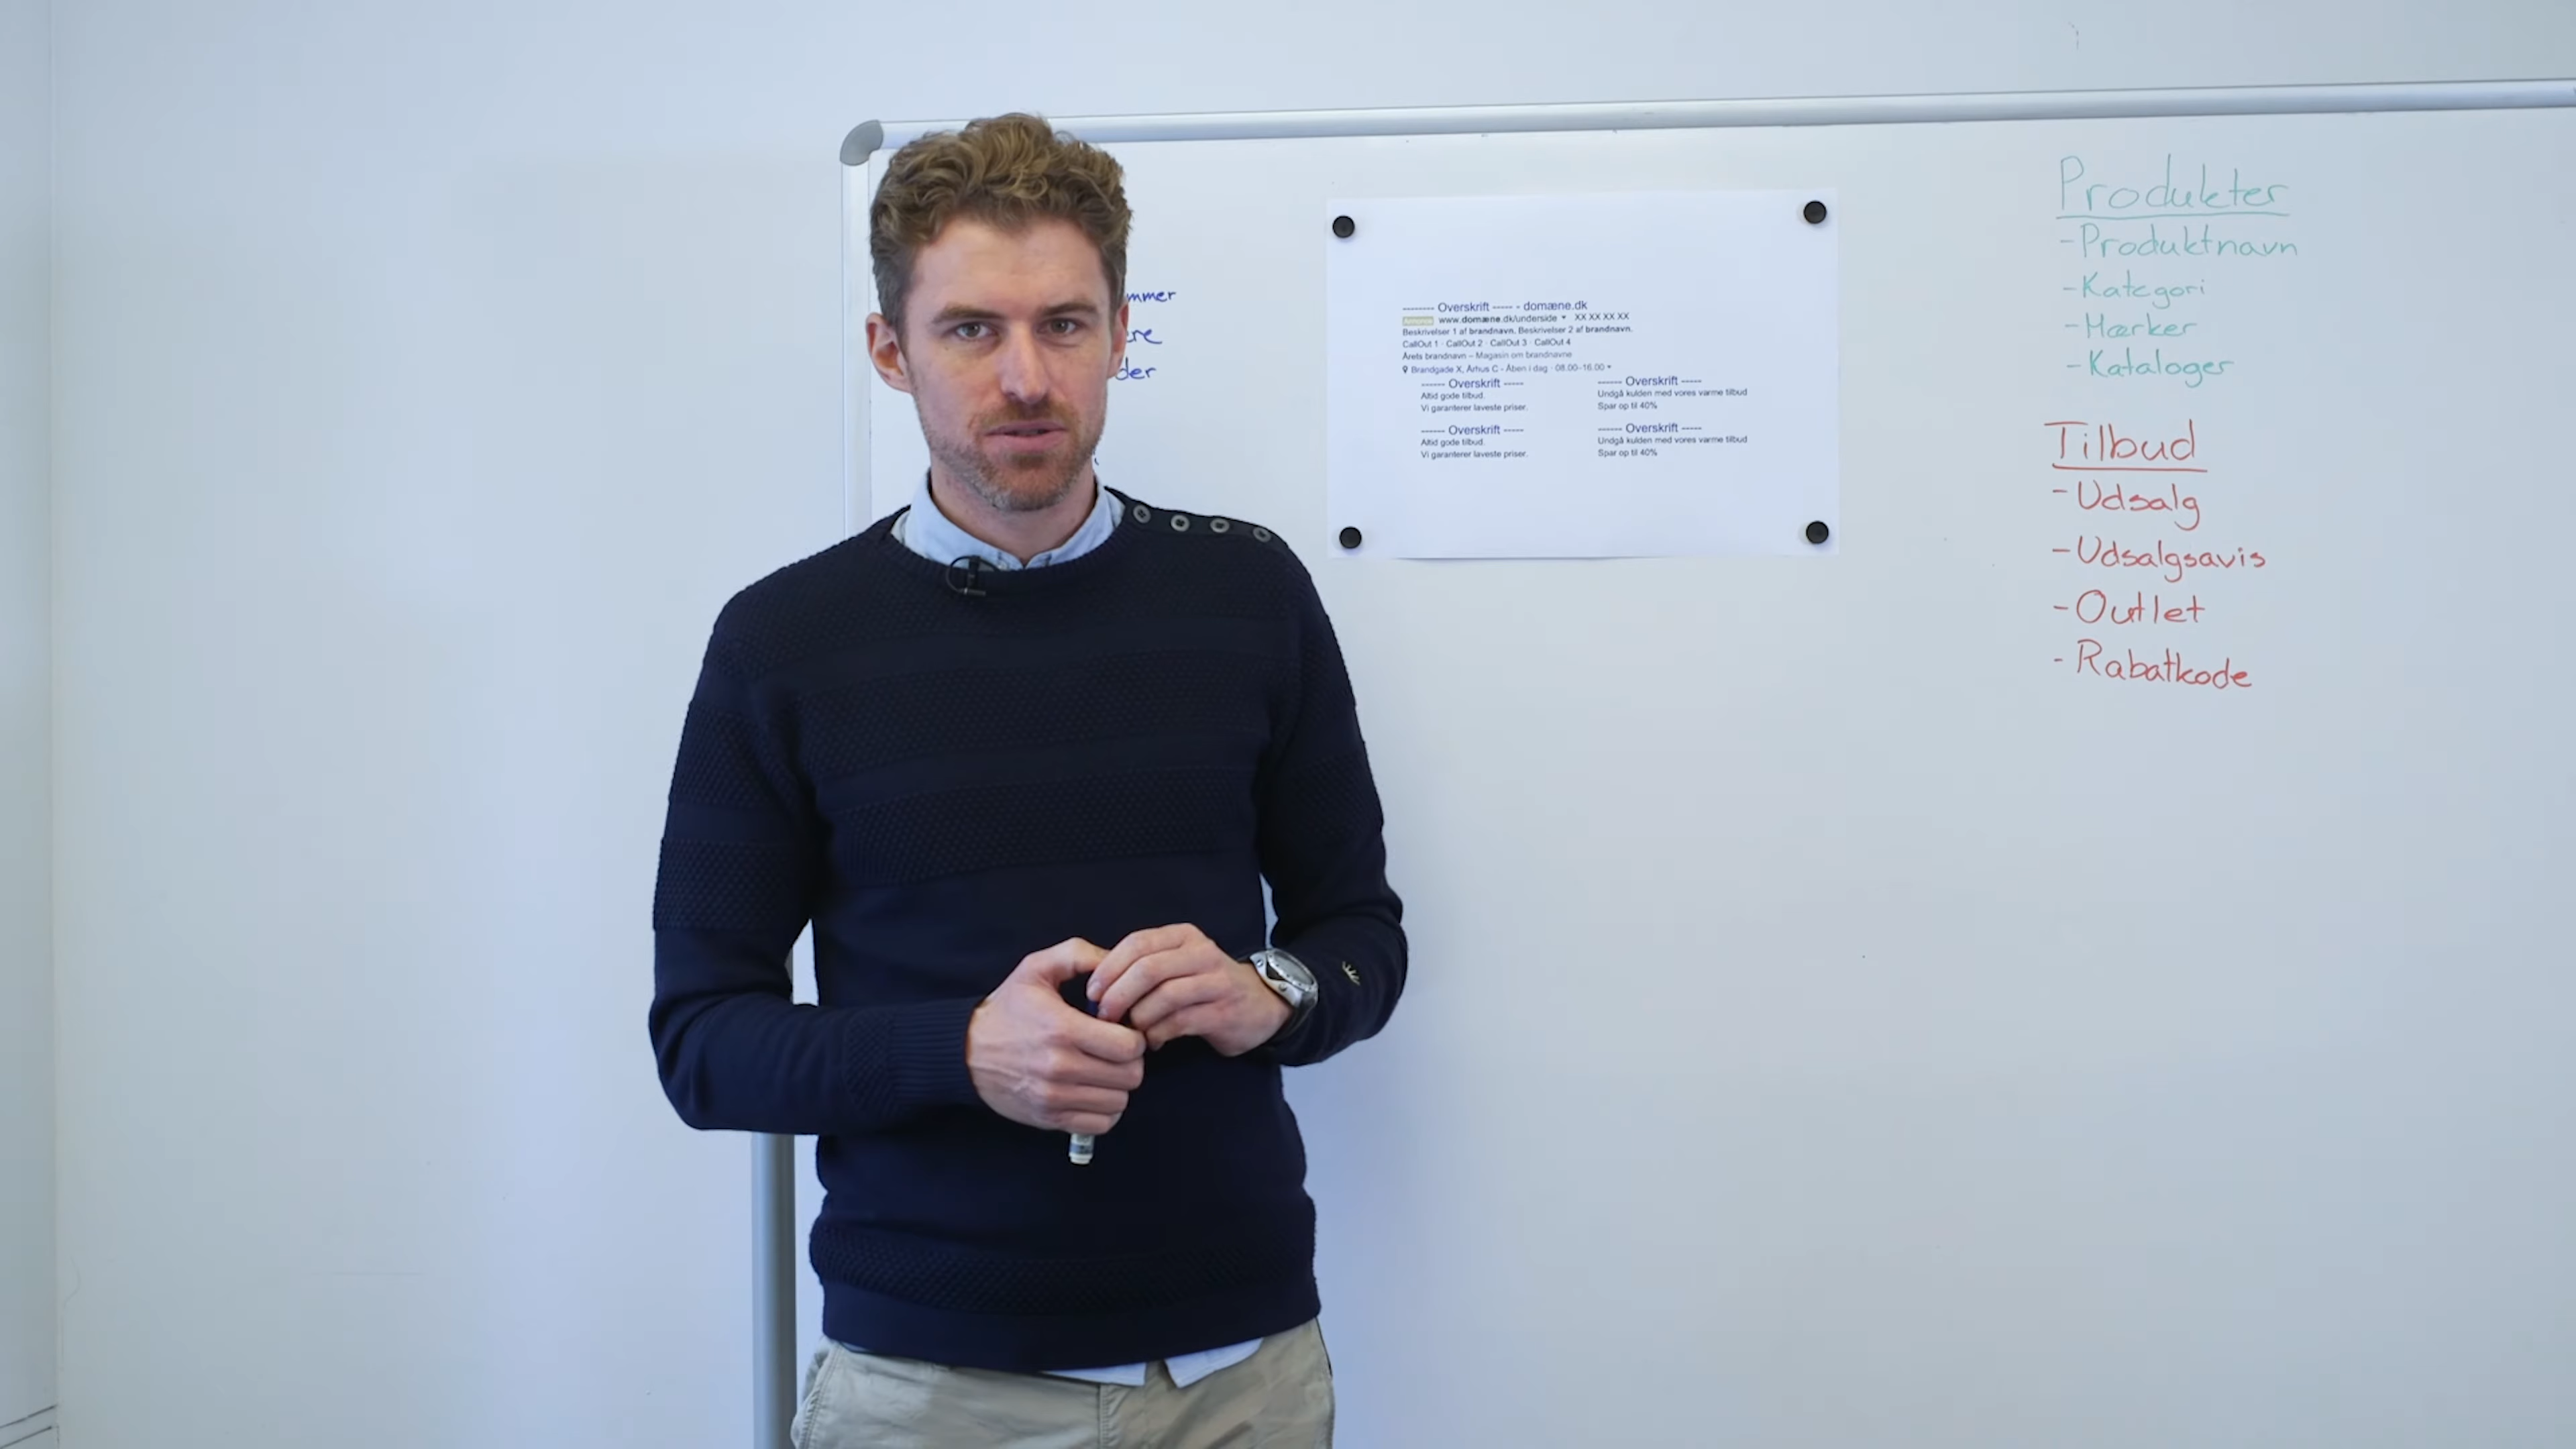 -------- Overskrift ----- - domæne.dk
Annonce www.domæne.dk/underside XX XX XX XX
Beskrivelser 1 af brandnavn. Beskrivelser 2 af brandnavn.
CallOut 1 · CallOut 2 · CallOut 3 · CallOut 4
Årets brandnavn – Magasin om brandnavne
Brandgade X, Århus C - Åben i dag · 08.00–16.00
------ Overskrift -----
Altid gode tilbud.
Vi garanterer laveste priser.
------ Overskrift -----
Undgå kulden med vores varme tilbud
Spar op til 40%
------ Overskrift -----
Altid gode tilbud.
Vi garanterer laveste priser.
------ Overskrift -----
Undgå kulden med vores varme tilbud
Spar op til 40%
Produkter
- Produktnavn
- Kategori
- Mærker
- Kataloger
Tilbud
- Udsalg
- Udsalgsavis
- Outlet
- Rabatkode